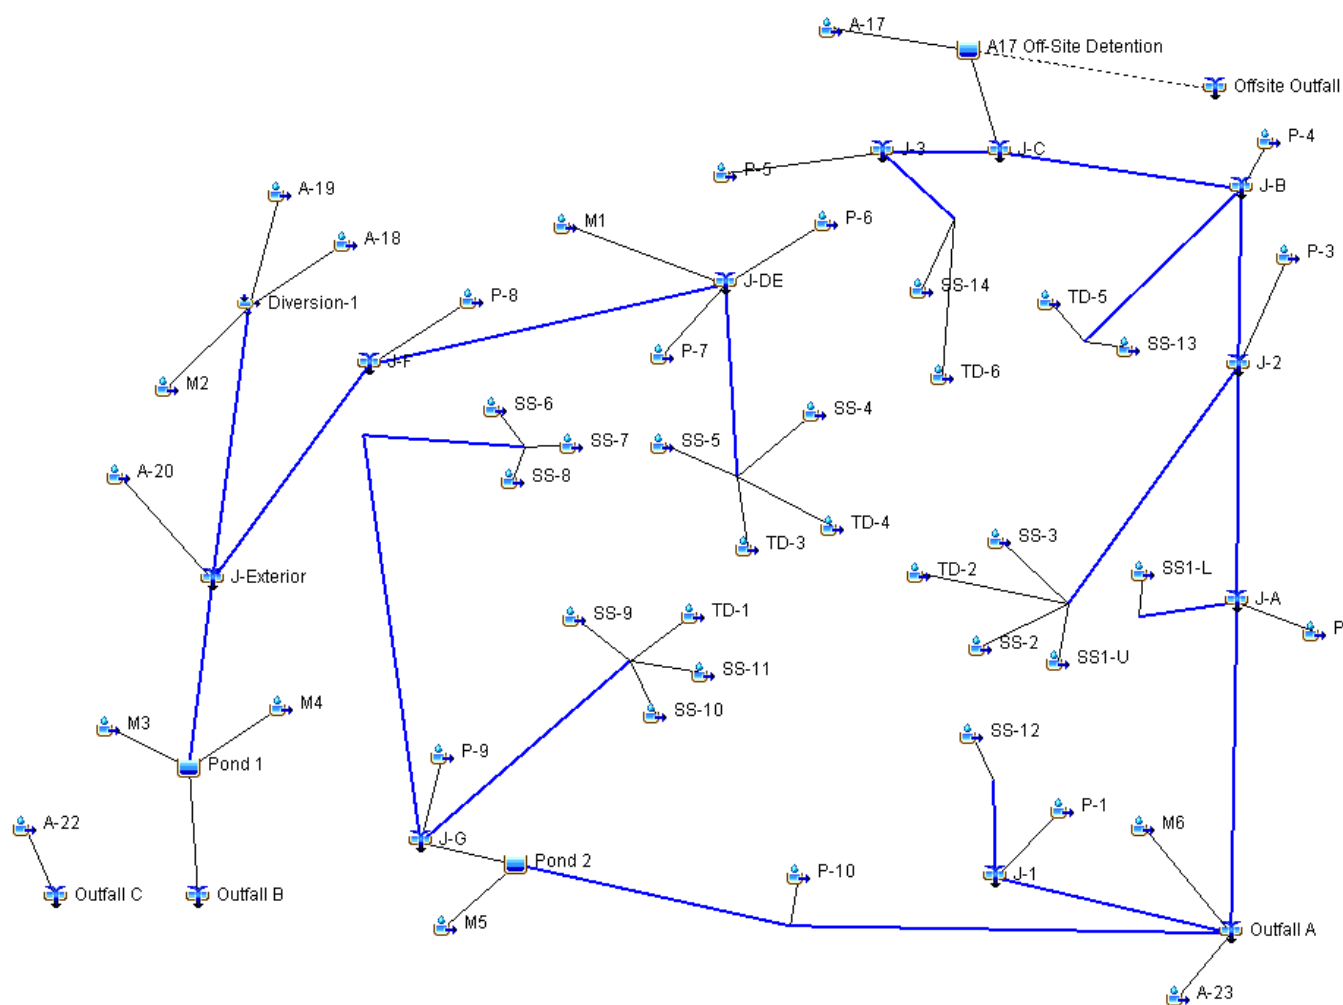 A-17
A17 Off-Site Detention
Offsite Outfall
P-4
J-3
J-C
P-5
J-B
A-19
M1
P-6
A-18
P-3
J-DE
SS-14
TD-5
Diversion-1
P-8
SS-13
P-7
J-F
J-2
M2
TD-6
SS-6
SS-4
SS-7
SS-5
A-20
SS-8
TD-4
TD-3
SS-3
J-Exterior
TD-2
SS1-L
J-A
SS-9
TD-1
P
SS-2
SS1-U
SS-11
M4
SS-10
M3
SS-12
P-9
Pond 1
P-1
A-22
M6
J-G
Pond 2
P-10
J-1
Outfall C
Outfall B
M5
Outfall A
A-23